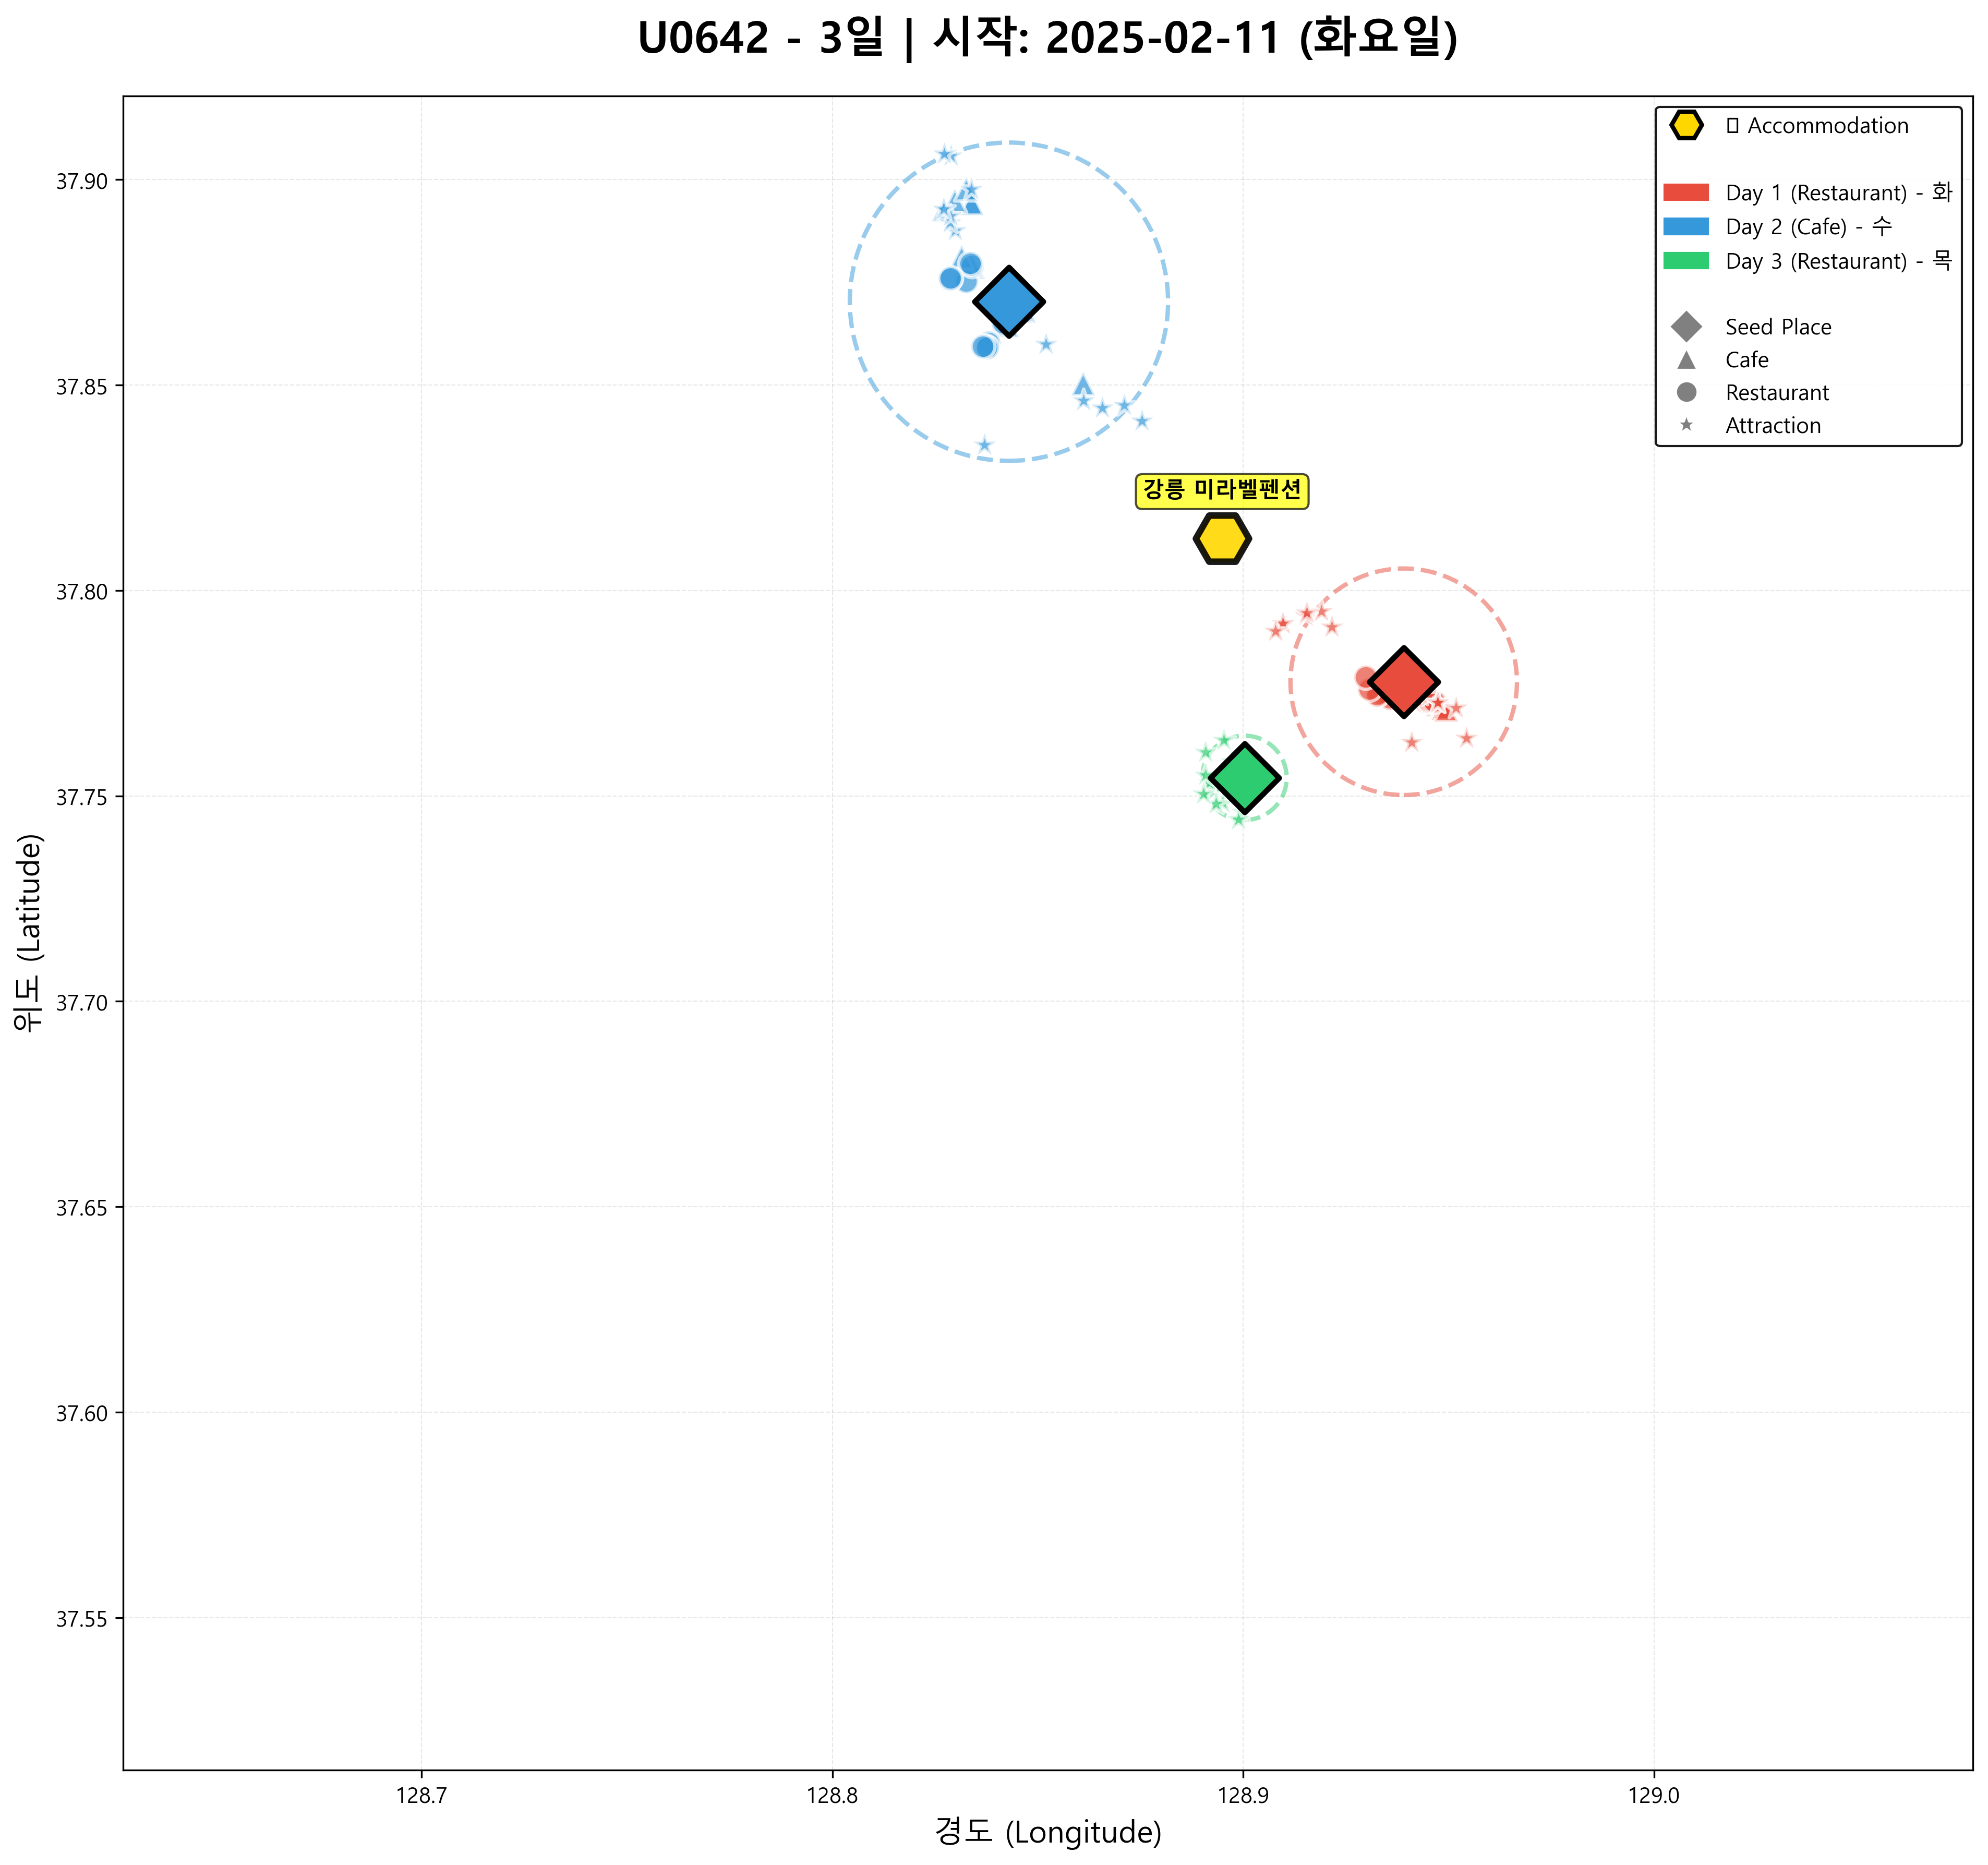 U0642 - 3일 | 시작: 2025-02-11 (화요일)
Accommodation
Day 1 (Restaurant) - 화
Day 2 (Cafe) - 수
Day 3 (Restaurant) - 목
Seed Place
Cafe
Restaurant
Attraction
강릉 미라벨펜션
37.90
37.85
37.80
37.75
37.70
37.65
37.60
37.55
위도 (Latitude)
128.7
128.8
128.9
129.0
경도 (Longitude)